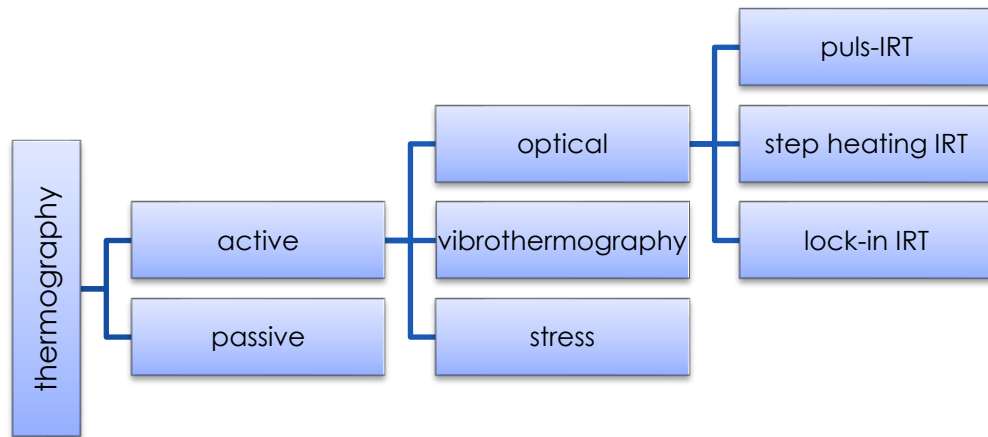 thermography
active
passive
optical
vibrothermography
stress
puls-IRT
step heating IRT
lock-in IRT